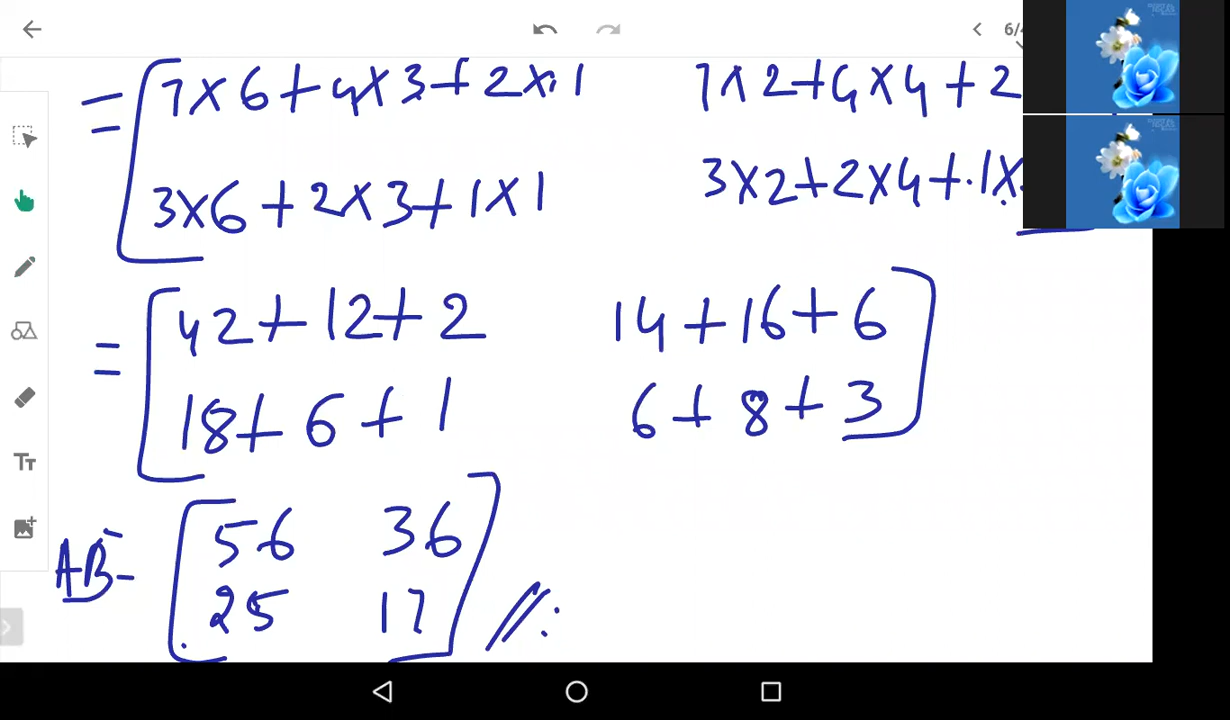 6/
= [ 7×6+4×3+2×1 7×2+4×4+2
3×6+2×3+1×1 3×2+2×4+1×
= [ 42+12+2 14+16+6 ]
18+6+1 6+8+3
AB = [ 56 36 ]
25 17 //
Tт